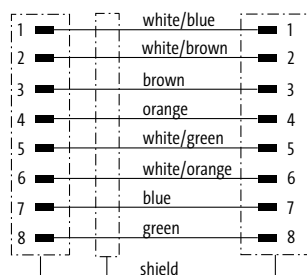 1 white/blue 1
2 white/brown 2
3 brown 3
4 orange 4
5 white/green 5
6 white/orange 6
7 blue 7
8 green 8
shield